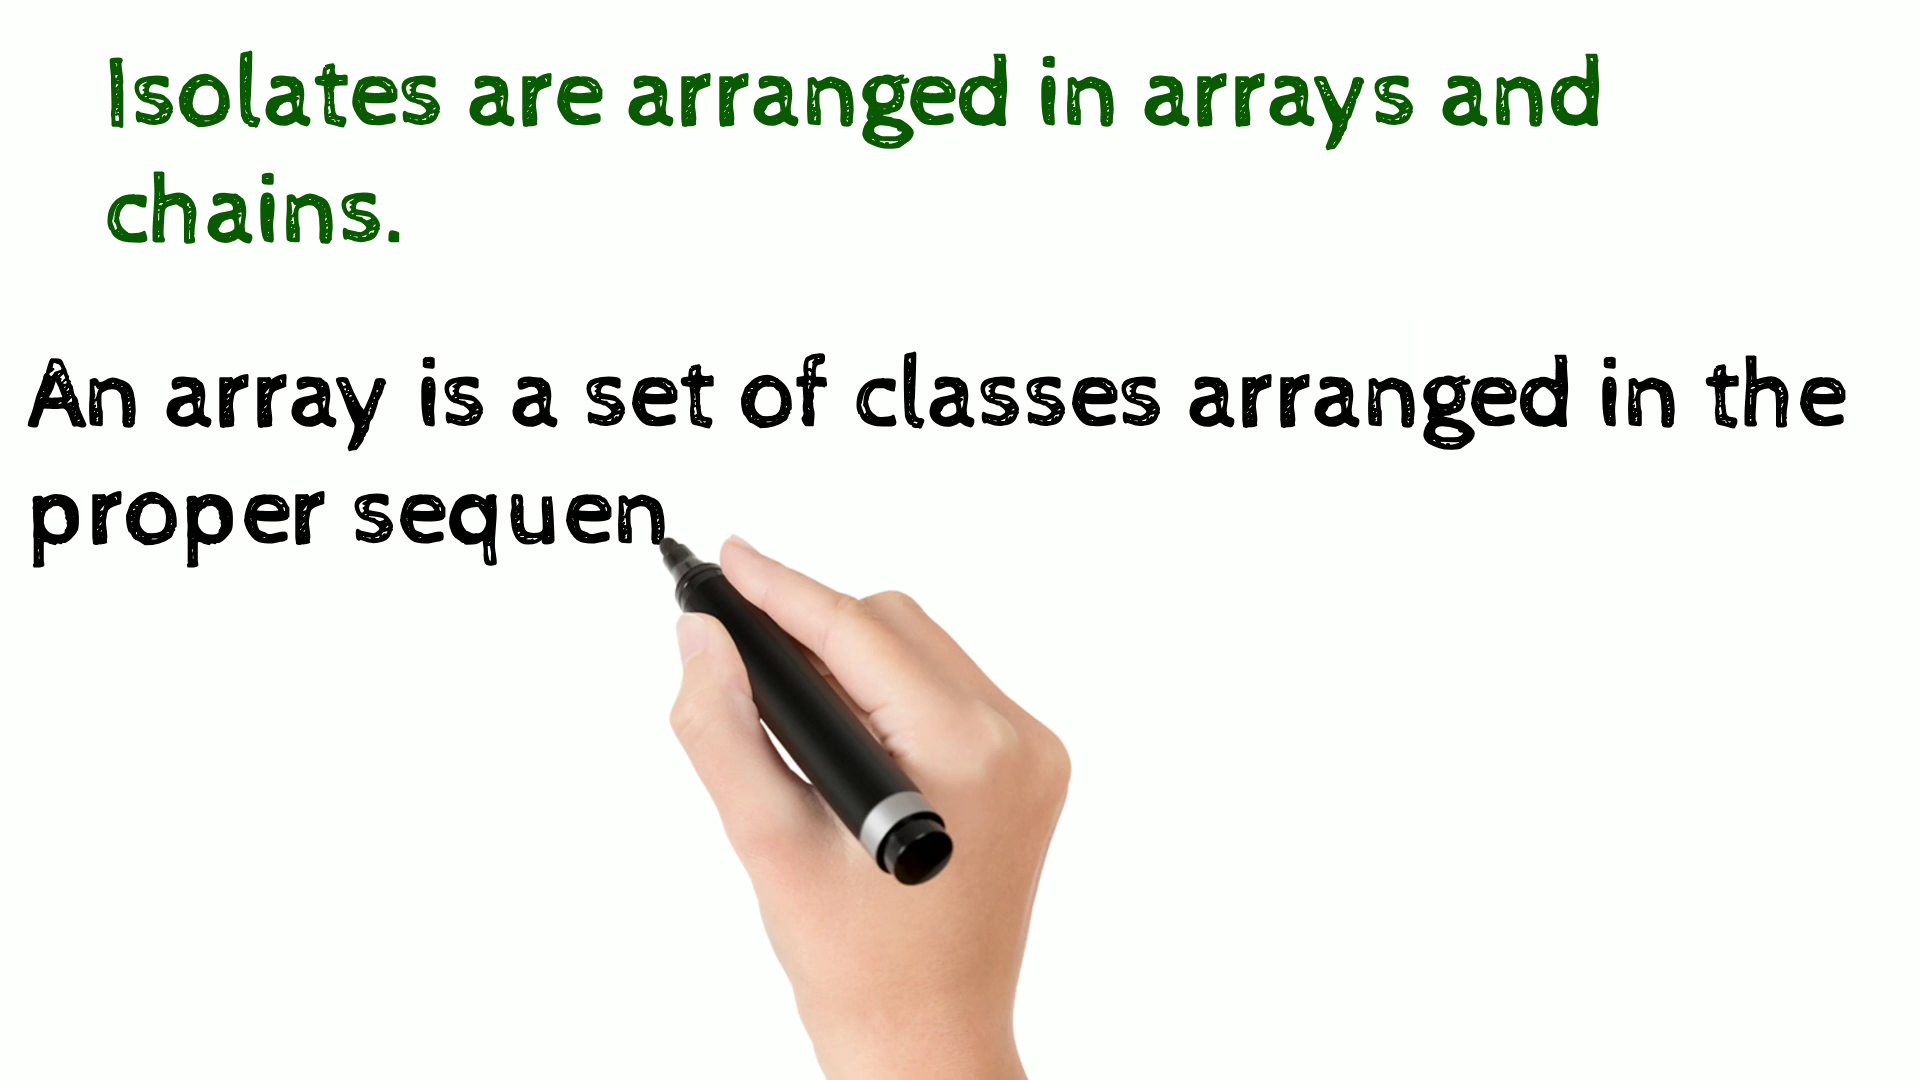 Isolates are arranged in arrays and
chains.
An array is a set of classes arranged in the
proper sequen